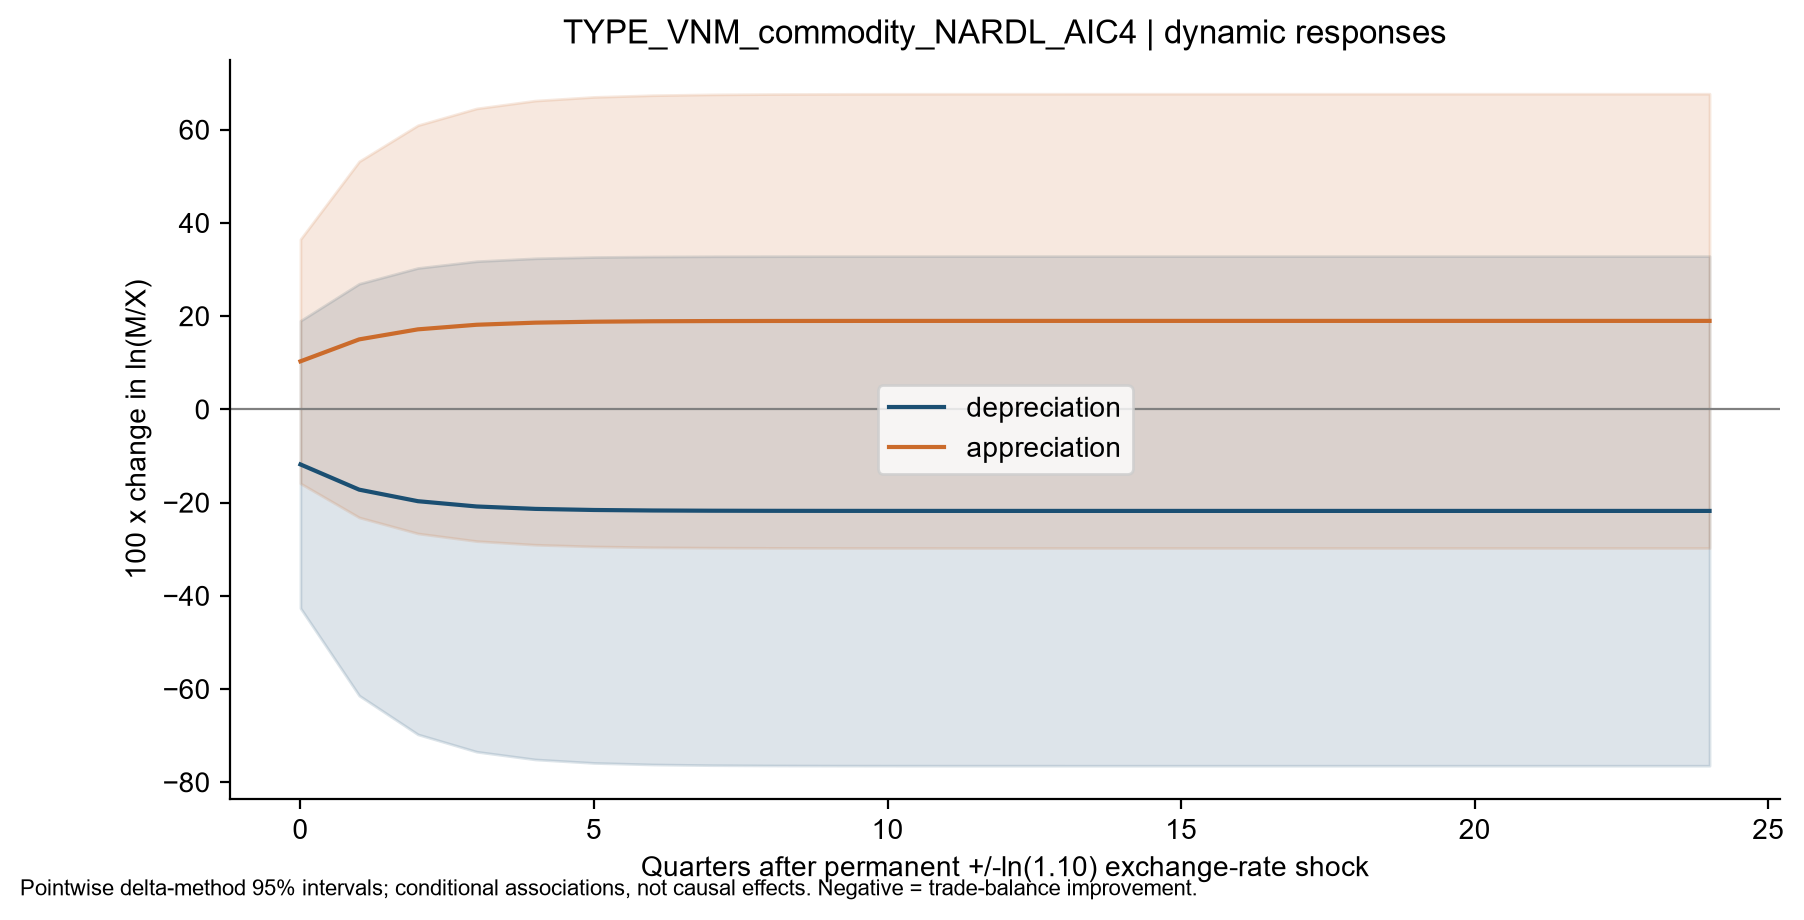 TYPE_VNM_commodity_NARDL_AIC4 | dynamic responses
100 x change in ln(M/X)
60
40
20
0
−20
−40
−60
−80
depreciation
appreciation
0
5
10
15
20
25
Quarters after permanent +/-ln(1.10) exchange-rate shock
Pointwise delta-method 95% intervals; conditional associations, not causal effects. Negative = trade-balance improvement.